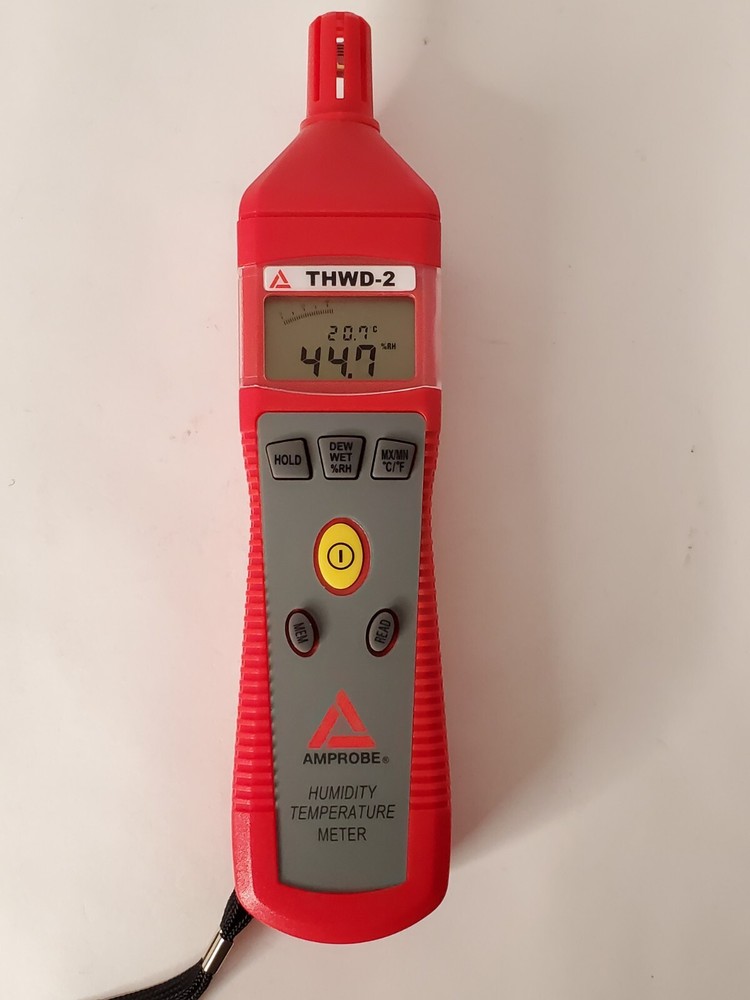 THWD-2
20.7°C
44.7 %RH
HOLD
DEW
WET
%RH
MX/MN
°C/°F
MEM
READ
AMPROBE®
HUMIDITY
TEMPERATURE
METER